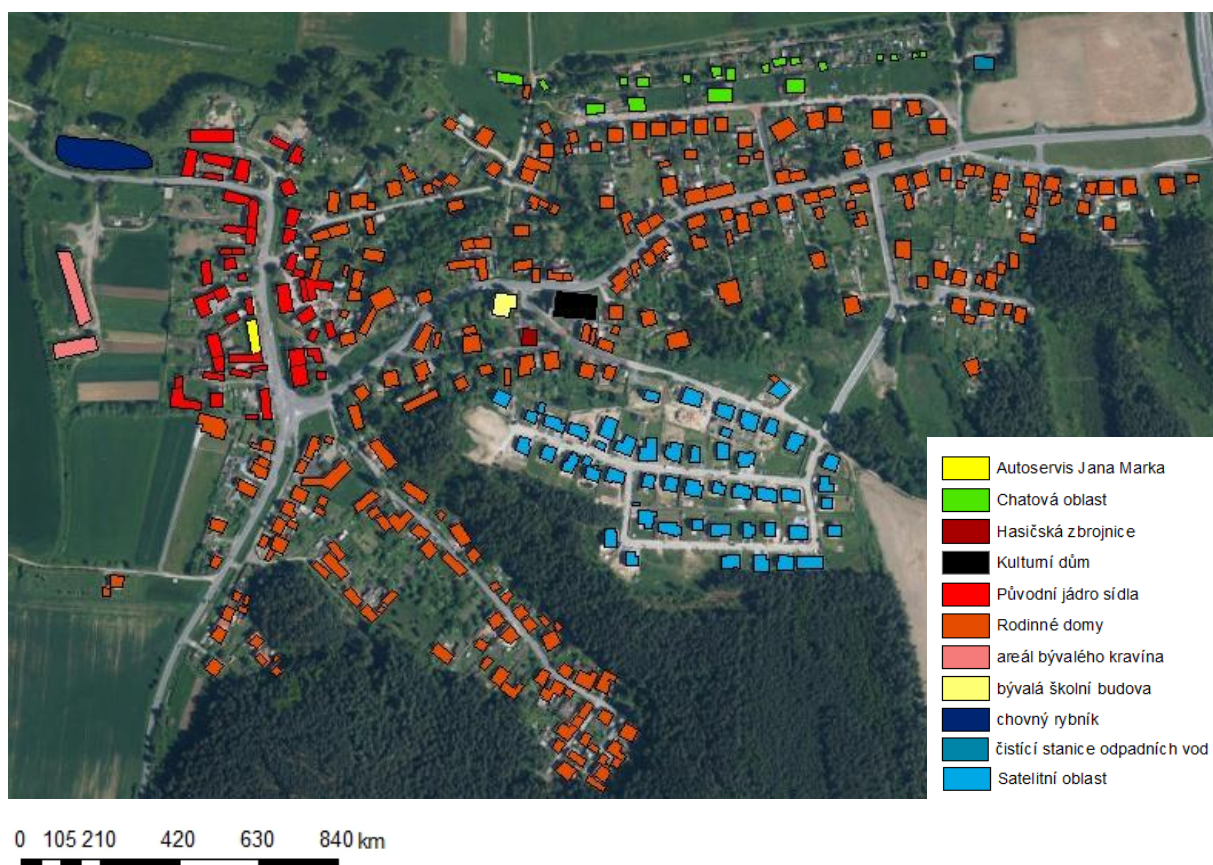 Autoservis Jana Marka
Chatová oblast
Hasičská zbrojnice
Kulturní dům
Původní jádro sídla
Rodinné domy
areál bývalého kravína
bývalá školní budova
chovný rybník
čistící stanice odpadních vod
Satelitní oblast
0 105 210 420 630 840 km